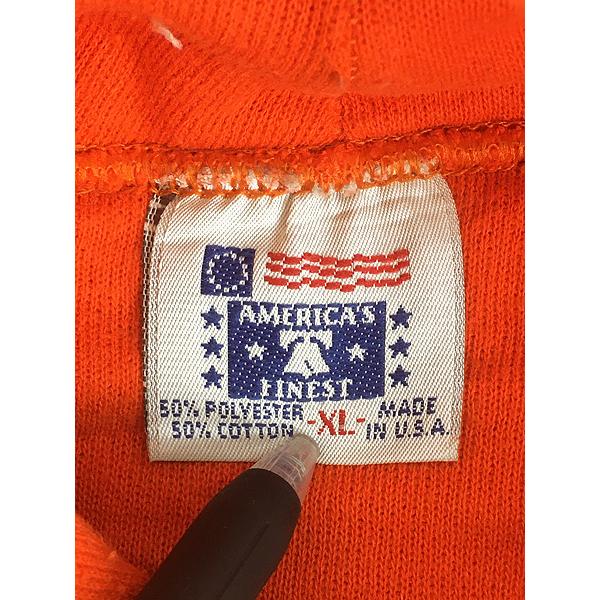 AMERICA'S
FINEST
50% POLYESTER
50% COTTON
-XL-
MADE
IN U.S.A.